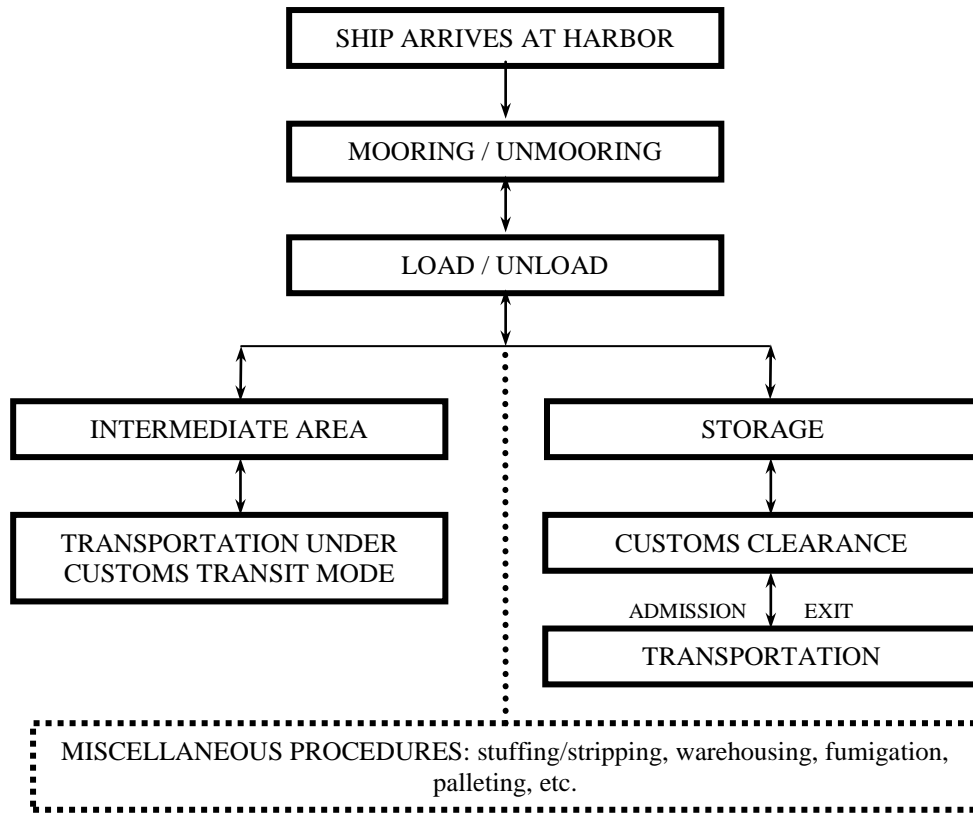 SHIP ARRIVES AT HARBOR
MOORING / UNMOORING
LOAD / UNLOAD
INTERMEDIATE AREA
STORAGE
TRANSPORTATION UNDER
CUSTOMS TRANSIT MODE
CUSTOMS CLEARANCE
ADMISSION
EXIT
TRANSPORTATION
MISCELLANEOUS PROCEDURES: stuffing/stripping, warehousing, fumigation,
palleting, etc.